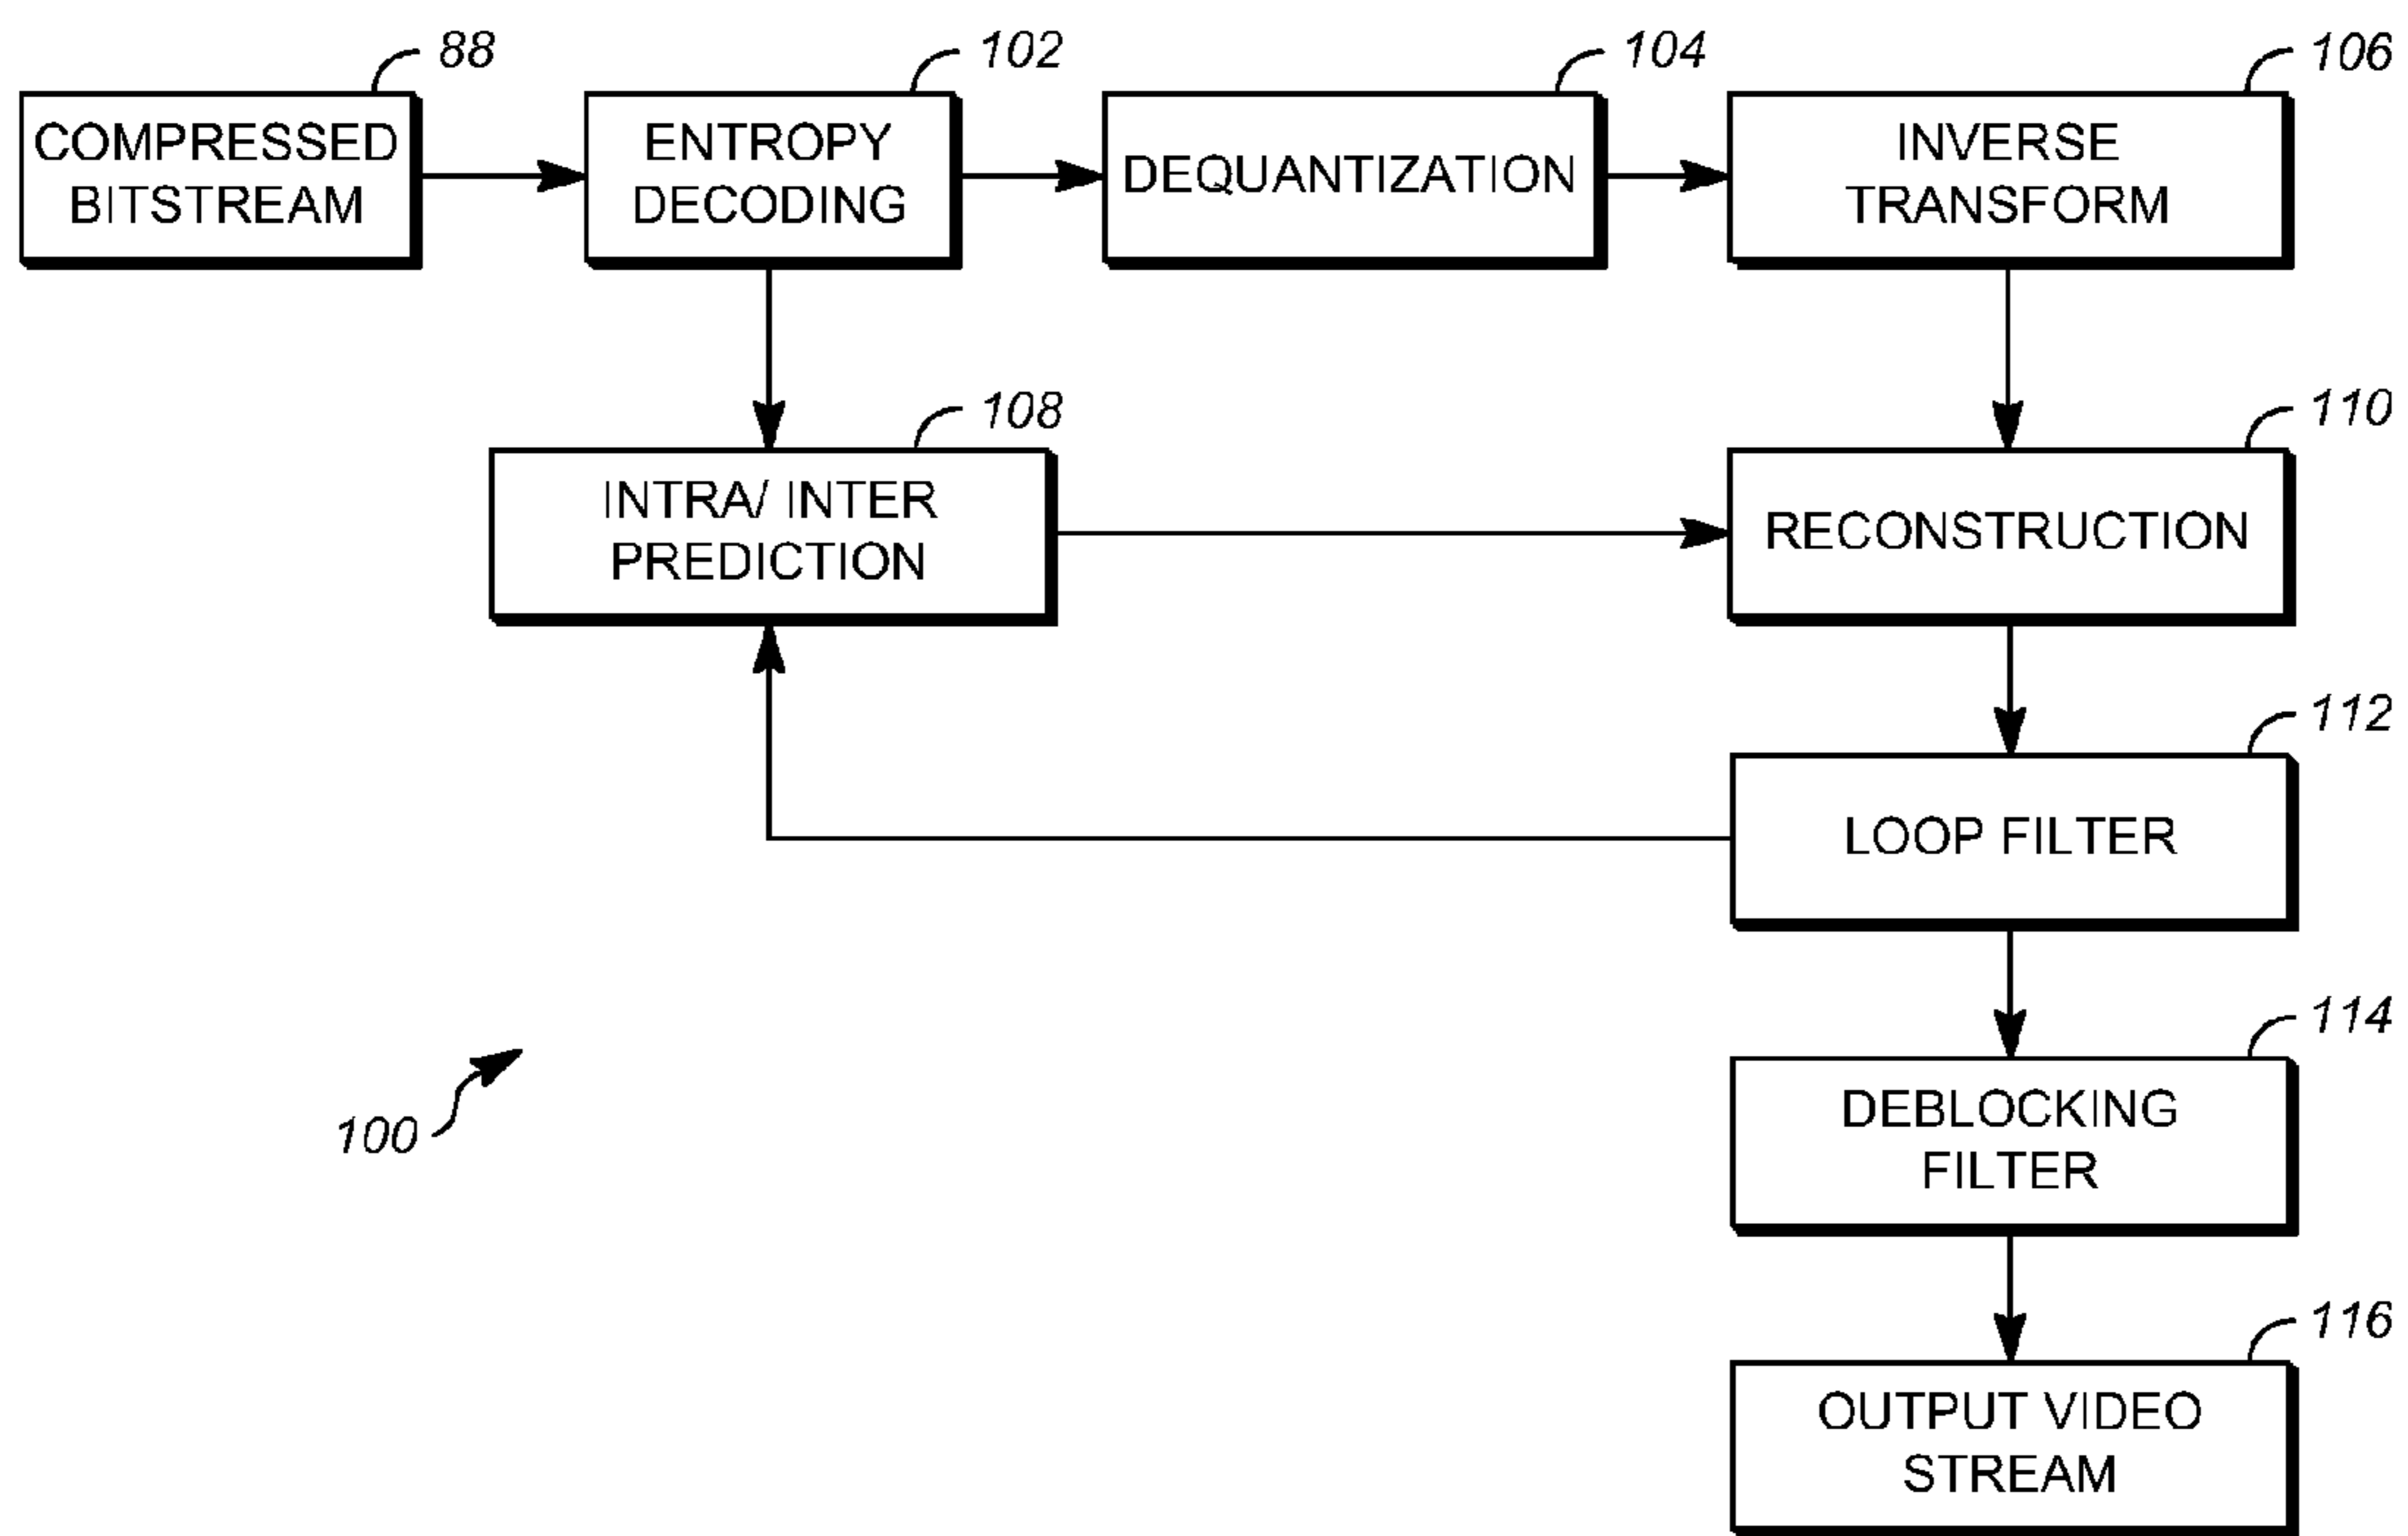 88
102
104
106
COMPRESSED
BITSTREAM
ENTROPY
DECODING
DEQUANTIZATION
INVERSE
TRANSFORM
108
110
INTRA/ INTER
PREDICTION
RECONSTRUCTION
112
LOOP FILTER
114
100
DEBLOCKING
FILTER
116
OUTPUT VIDEO
STREAM